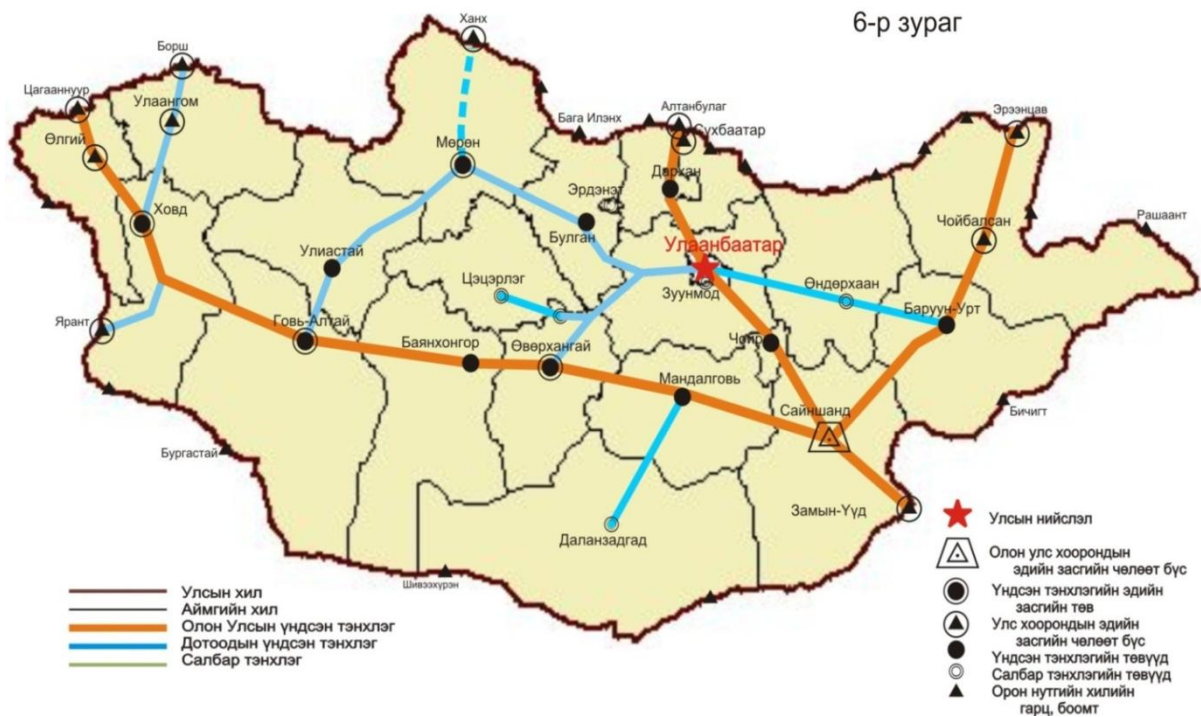 6-р зураг
Ханх
Борш
Цагааннуур
Улаангом
Өлгий
Бага Илэнх
Алтанбулаг
Сүхбаатар
Эрээнцав
Мөрөн
Эрдэнэт
Дархан
Ховд
Булган
Чойбалсан
Рашаант
Улиастай
Улаанбаатар
Цэцэрлэг
Зуунмод
Өндөрхаан
Баруун-Урт
Ярант
Говь-Алтай
Баянхонгор
Өвөрхангай
Чойр
Мандалговь
Сайншанд
Бичигт
Бургастай
Замын-Үүд
Даланзадгад
Шивээхүрэн
Улсын хил
Аймгийн хил
Олон Улсын үндсэн тэнхлэг
Дотоодын үндсэн тэнхлэг
Салбар тэнхлэг
Улсын нийслэл
Олон улс хоорондын
эдийн засгийн чөлөөт бүс
Үндсэн тэнхлэгийн эдийн
засгийн төв
Улс хоорондын эдийн
засгийн чөлөөт бүс
Үндсэн тэнхлэгийн төвүүд
Салбар тэнхлэгийн төвүүд
Орон нутгийн хилийн
гарц, боомт